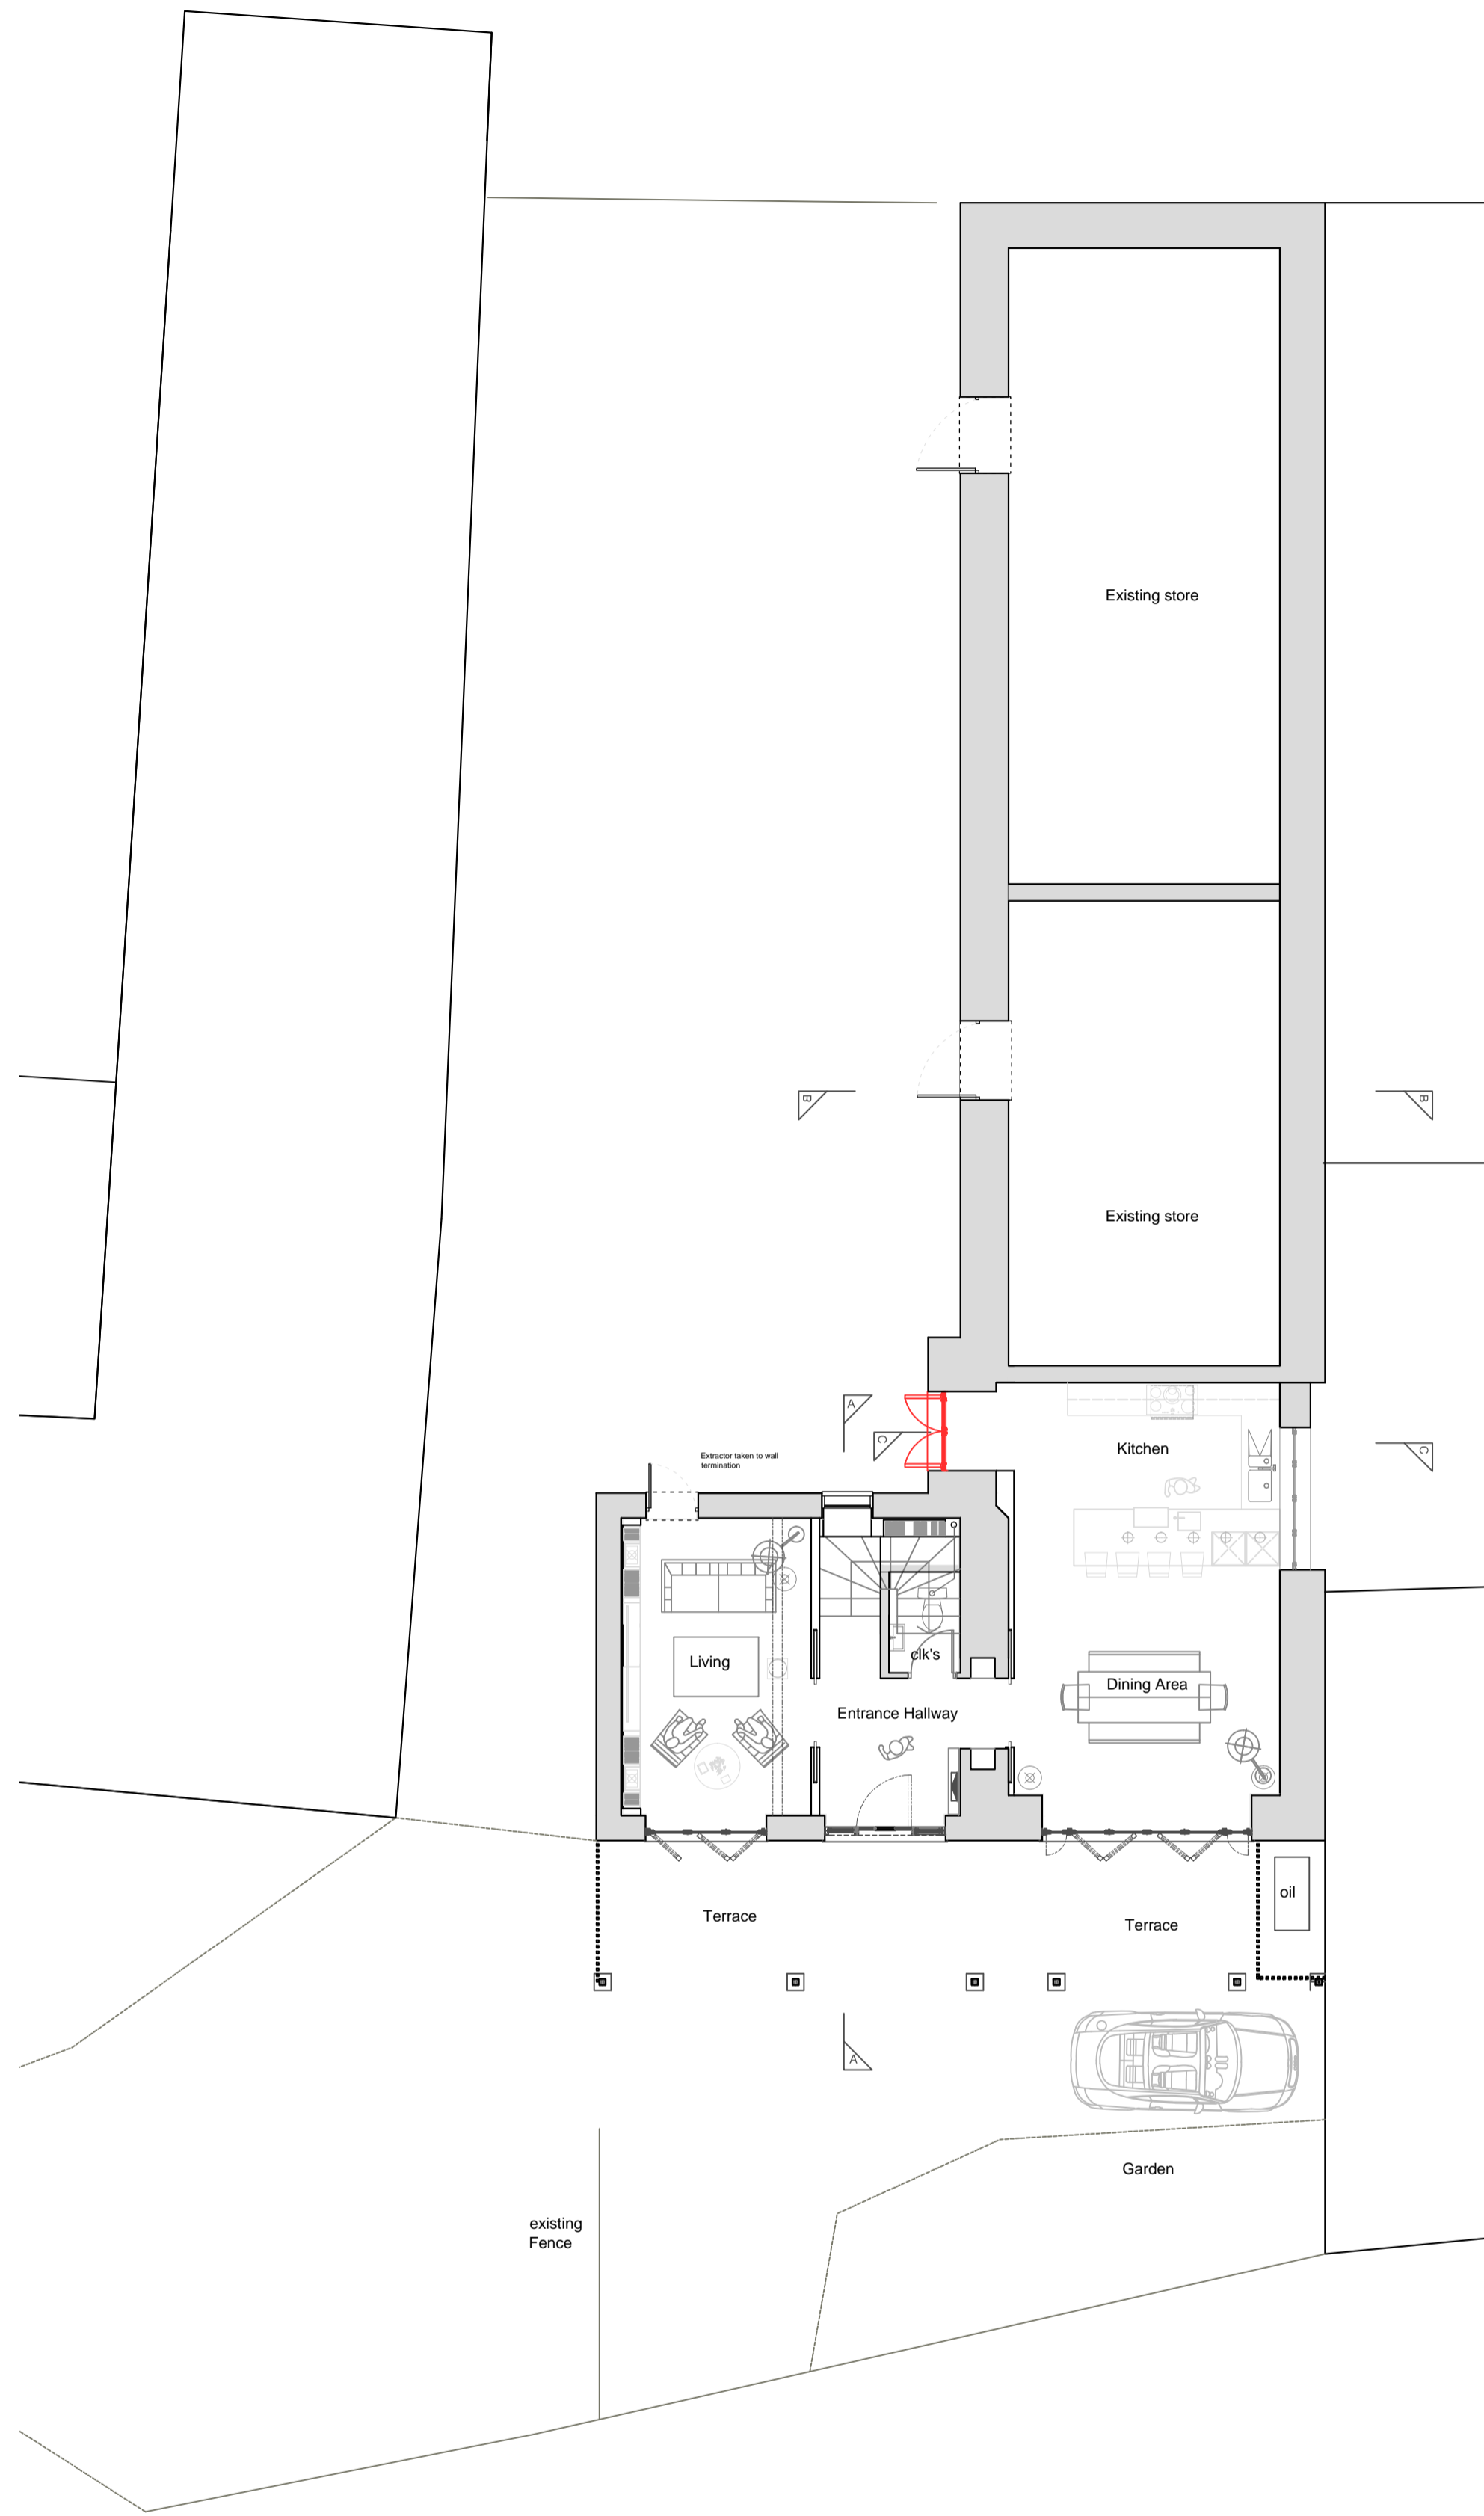 Existing store
B
B
Existing store
A
C
C
Kitchen
Extractor taken to wall
termination
clk's
Living
Dining Area
Entrance Hallway
oil
Terrace
Terrace
A
Garden
existing
Fence